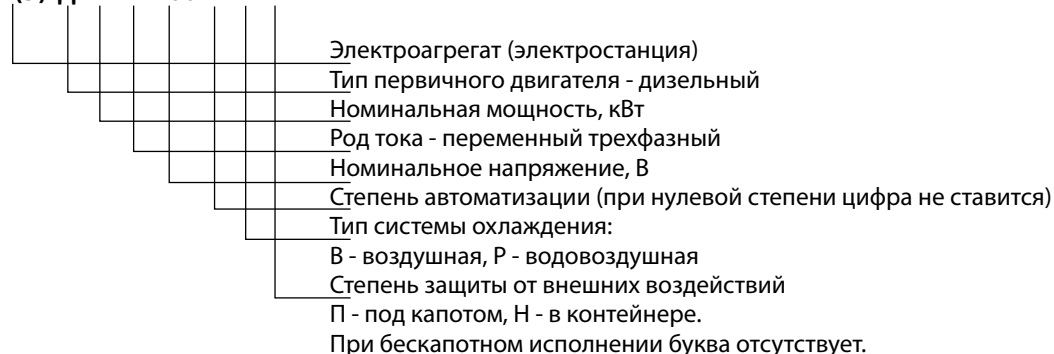 Электроагрегат (электростанция)
Тип первичного двигателя - дизельный
Номинальная мощность, кВт
Род тока - переменный трехфазный
Номинальное напряжение, В
Степень автоматизации (при нулевой степени цифра не ставится)
Тип системы охлаждения:
В - воздушная, Р - водовоздушная
Степень защиты от внешних воздействий
П - под капотом, Н - в контейнере.
При бескапотном исполнении буква отсутствует.